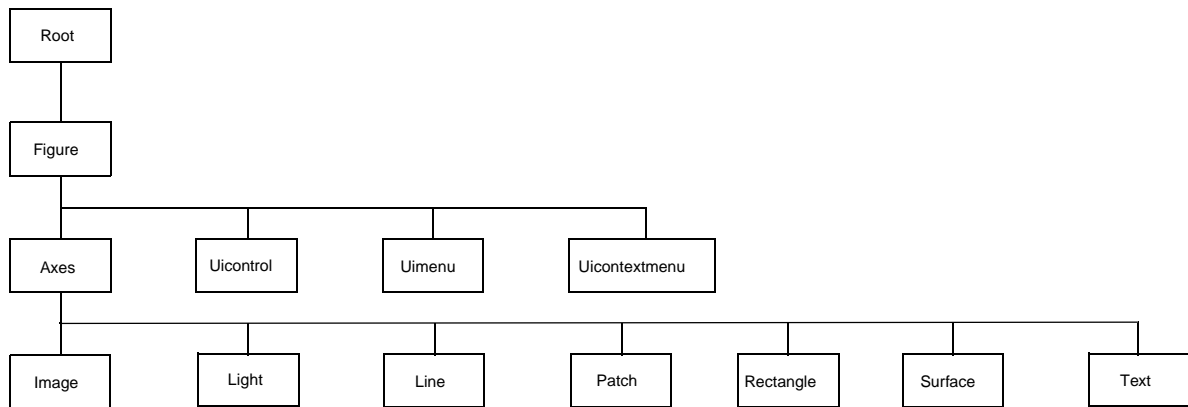 Root
Figure
Axes
Uicontrol
Uimenu
Uicontextmenu
Image
Light
Line
Patch
Rectangle
Surface
Text